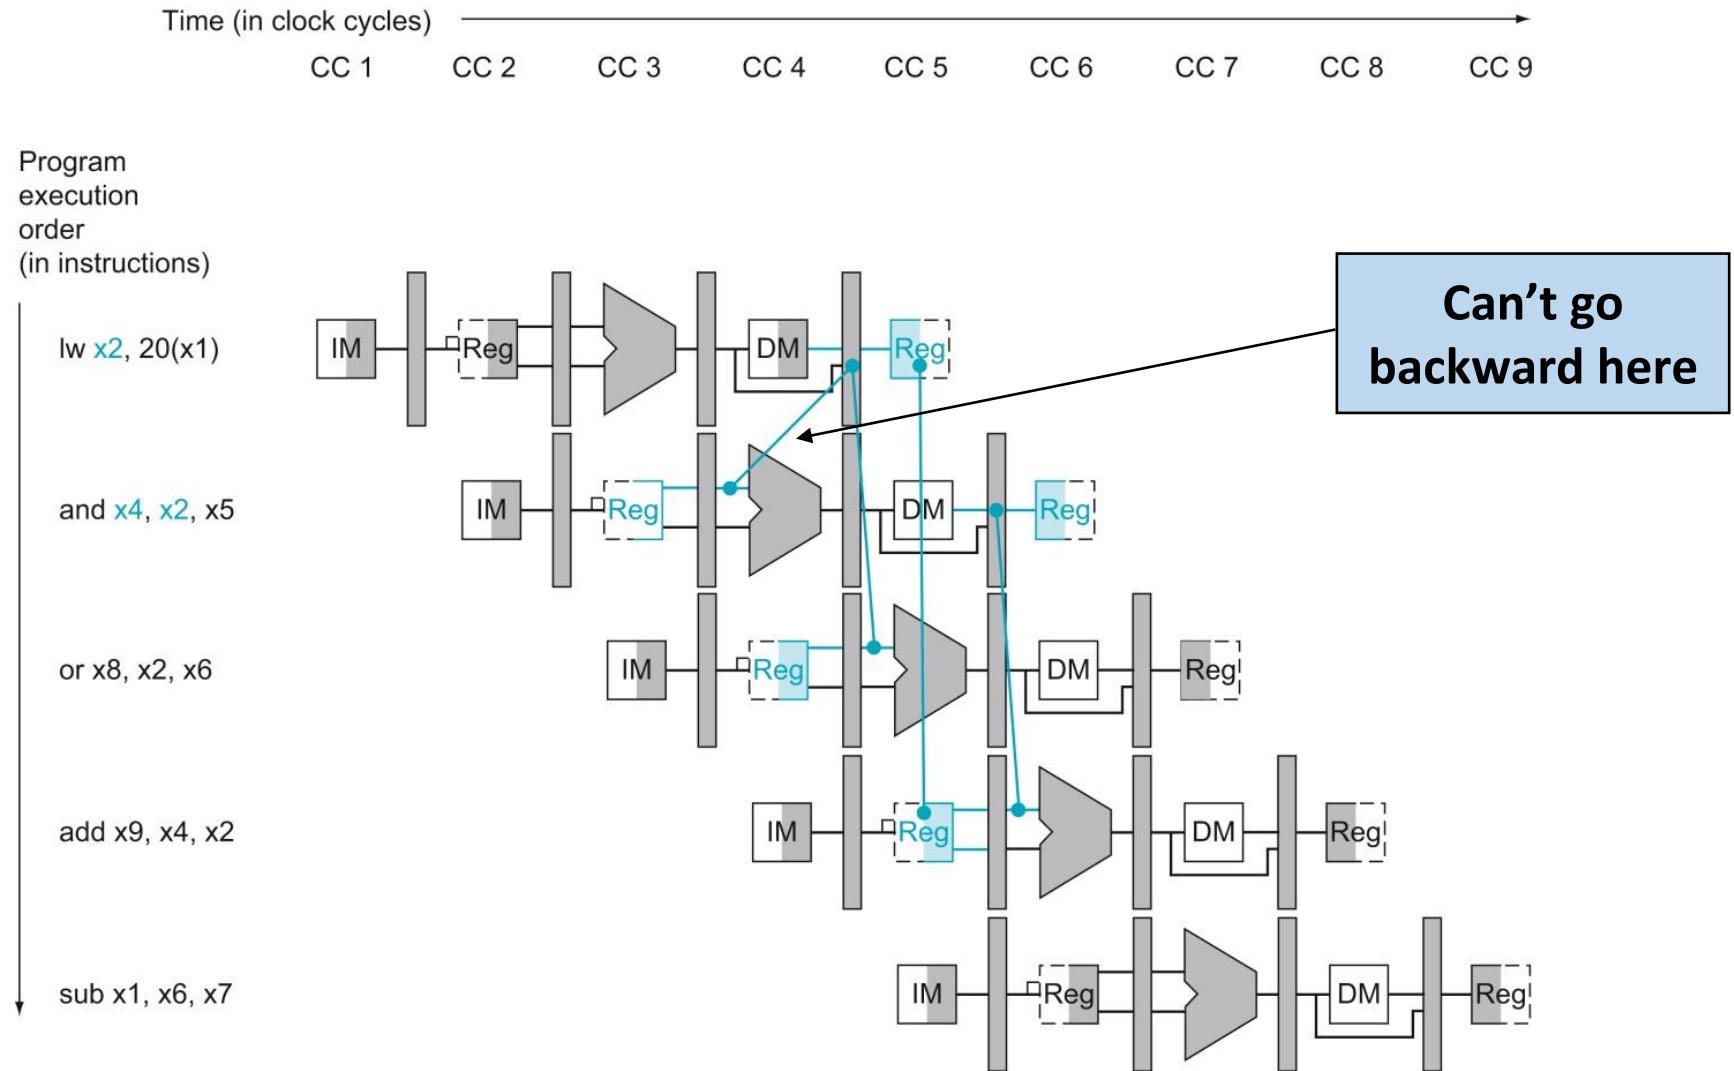 Time (in clock cycles)
CC 1 CC 2 CC 3 CC 4 CC 5 CC 6 CC 7 CC 8 CC 9
Program
execution
order
(in instructions)
Can’t go
backward here
lw x2, 20(x1) IM Reg DM Reg
and x4, x2, x5 IM Reg DM Reg
or x8, x2, x6 IM Reg DM Reg
add x9, x4, x2 IM Reg DM Reg
sub x1, x6, x7 IM Reg DM Reg